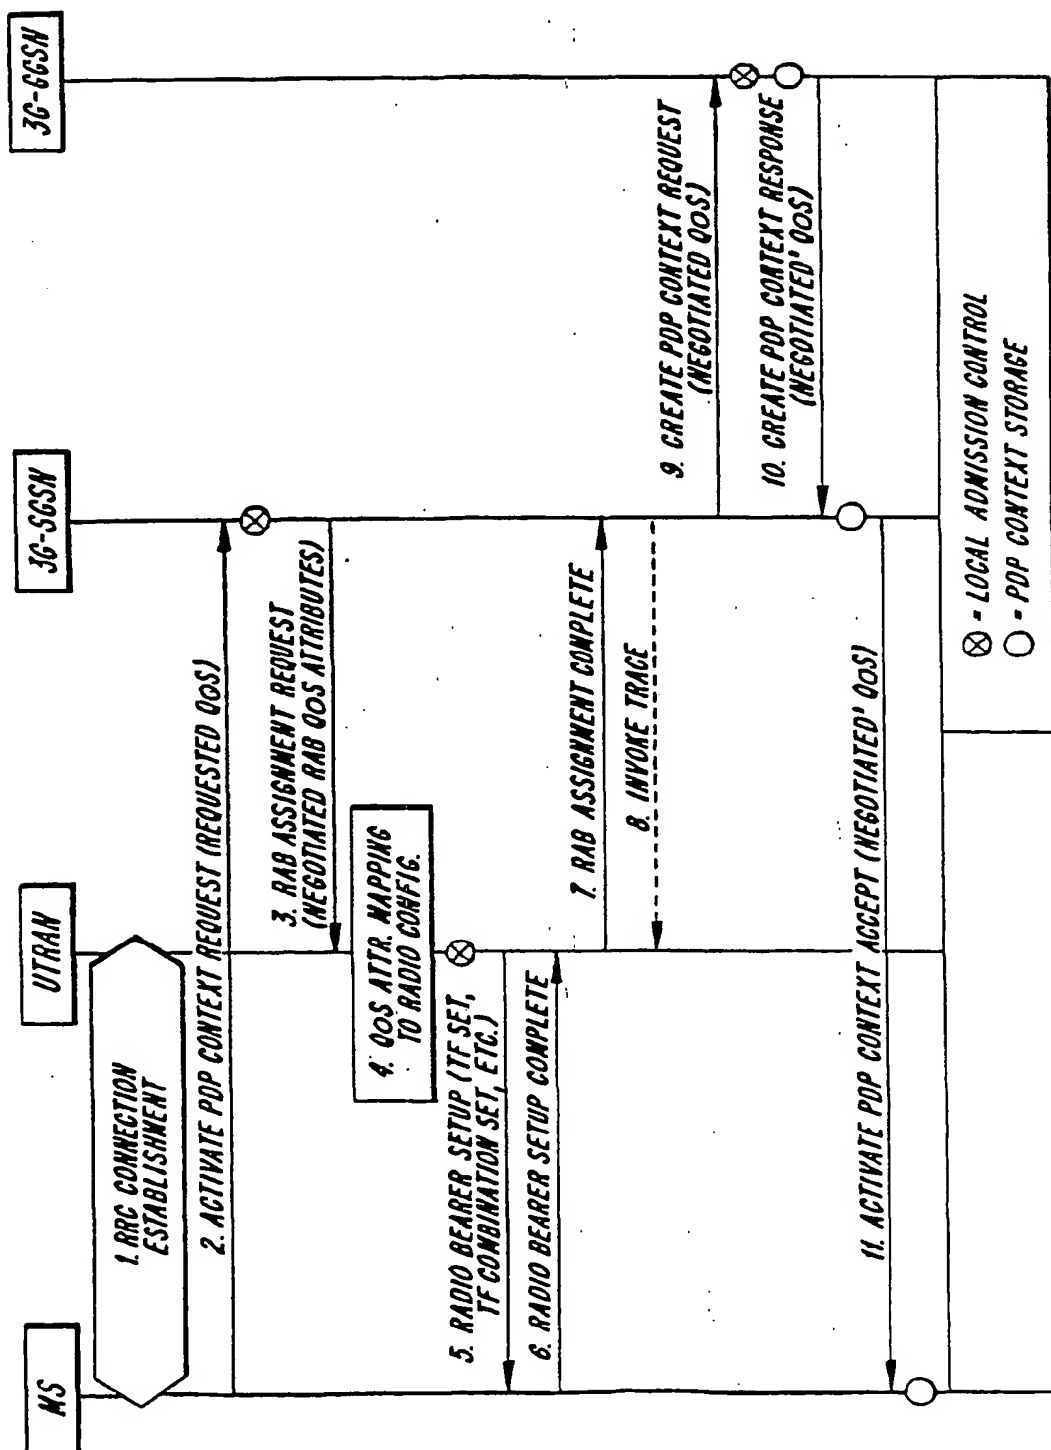 MS
UTRAN
3G-SGSN
3G-GGSN
1. RRC CONNECTION
ESTABLISHMENT
2. ACTIVATE PDP CONTEXT REQUEST (REQUESTED QOS)
3. RAB ASSIGNMENT REQUEST
(NEGOTIATED RAB QOS ATTRIBUTES)
4. QOS ATTR. MAPPING
TO RADIO CONFIG.
5. RADIO BEARER SETUP (TF SET,
TF COMBINATION SET, ETC.)
6. RADIO BEARER SETUP COMPLETE
7. RAB ASSIGNMENT COMPLETE
8. INVOKE TRACE
9. CREATE PDP CONTEXT REQUEST
(NEGOTIATED QOS)
10. CREATE PDP CONTEXT RESPONSE
(NEGOTIATED' QOS)
11. ACTIVATE PDP CONTEXT ACCEPT (NEGOTIATED' QOS)
= LOCAL ADMISSION CONTROL
= PDP CONTEXT STORAGE